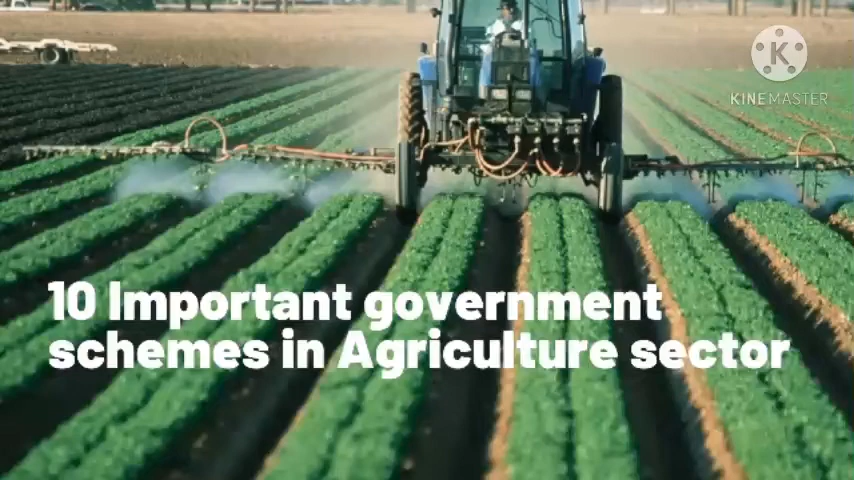 K
KINEMASTER
10 Important government
schemes in Agriculture sector